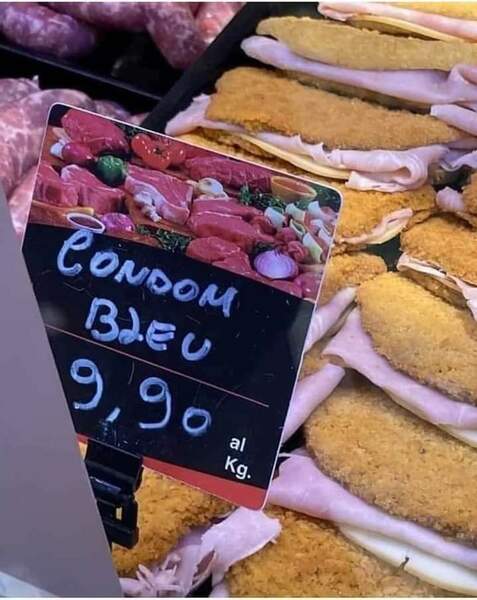 CONDOM
BLEU
9,90
al
Kg.